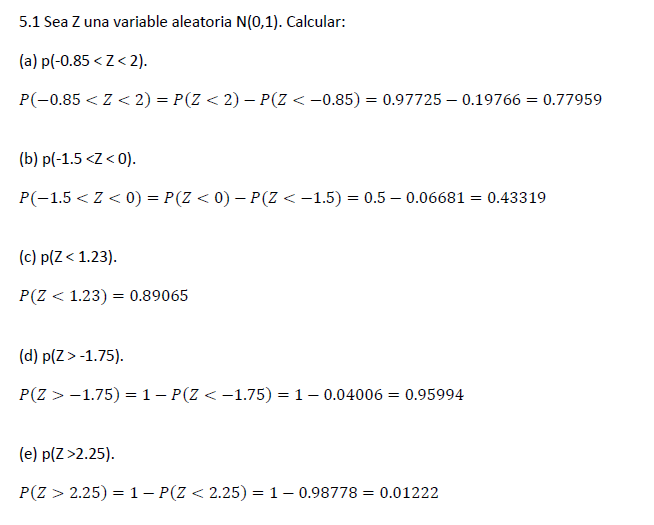 5.1 Sea Z una variable aleatoria N(0,1). Calcular:
(a) p(-0.85 < Z < 2).
P(−0.85 < Z < 2) = P(Z < 2) − P(Z < −0.85) = 0.97725 − 0.19766 = 0.77959
(b) p(-1.5 <Z < 0).
P(−1.5 < Z < 0) = P(Z < 0) − P(Z < −1.5) = 0.5 − 0.06681 = 0.43319
(c) p(Z < 1.23).
P(Z < 1.23) = 0.89065
(d) p(Z > -1.75).
P(Z > −1.75) = 1 − P(Z < −1.75) = 1 − 0.04006 = 0.95994
(e) p(Z >2.25).
P(Z > 2.25) = 1 − P(Z < 2.25) = 1 − 0.98778 = 0.01222